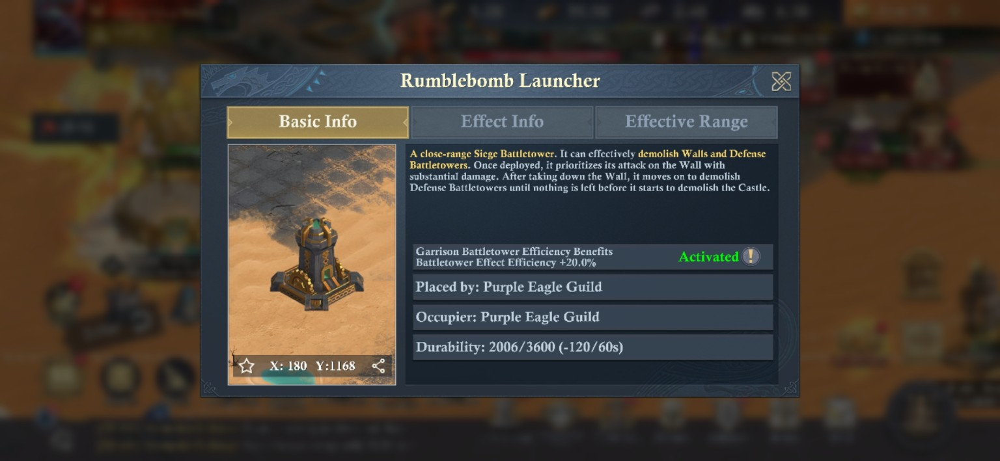 Rumblebomb Launcher
Basic Info
Effect Info
Effective Range
A close-range Siege Battletower. It can effectively demolish Walls and Defense
Battletowers. Once deployed, it prioritizes its attack on the Wall with
substantial damage. After taking down the Wall, it moves on to demolish
Defense Battletowers until nothing is left before it starts to demolish the Castle.
Garrison Battletower Efficiency Benefits
Battletower Effect Efficiency +20.0%
Activated !
Placed by: Purple Eagle Guild
Occupier: Purple Eagle Guild
Durability: 2006/3600 (-120/60s)
X: 180 Y:1168